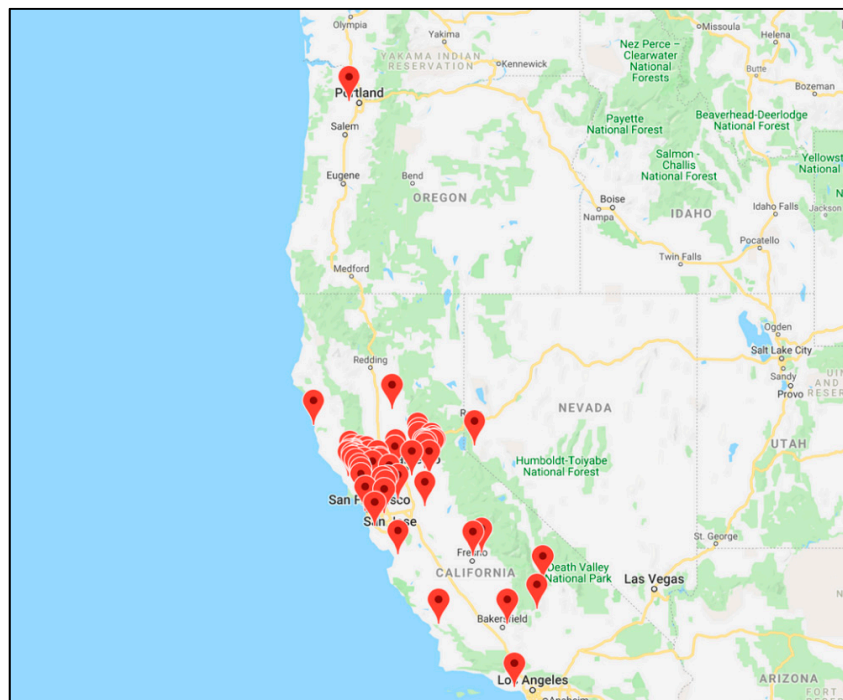 Olympia
Missoula
Yakima
Helena
YAKAMA INDIAN
RESERVATION
Nez Perce –
Clearwater
National
Forests
Kennewick
Butte
Bozeman
Portland
Beaverhead-Deerlodge
National Forest
Payette
National Forest
Salem
Salmon -
Challis
National Forest
Eugene
Bend
OREGON
Boise
Nampa
IDAHO
Idaho Falls
Jackson
Pocatello
Twin Falls
Medford
Ogden
Salt Lake City
Redding
Sandy
Provo
NEVADA
UTAH
Humboldt-Toiyabe
National Forest
San Francisco
San Jose
St. George
Fresno
Death Valley
National Park
CALIFORNIA
Las Vegas
Bakersfield
Los Angeles
ARIZONA